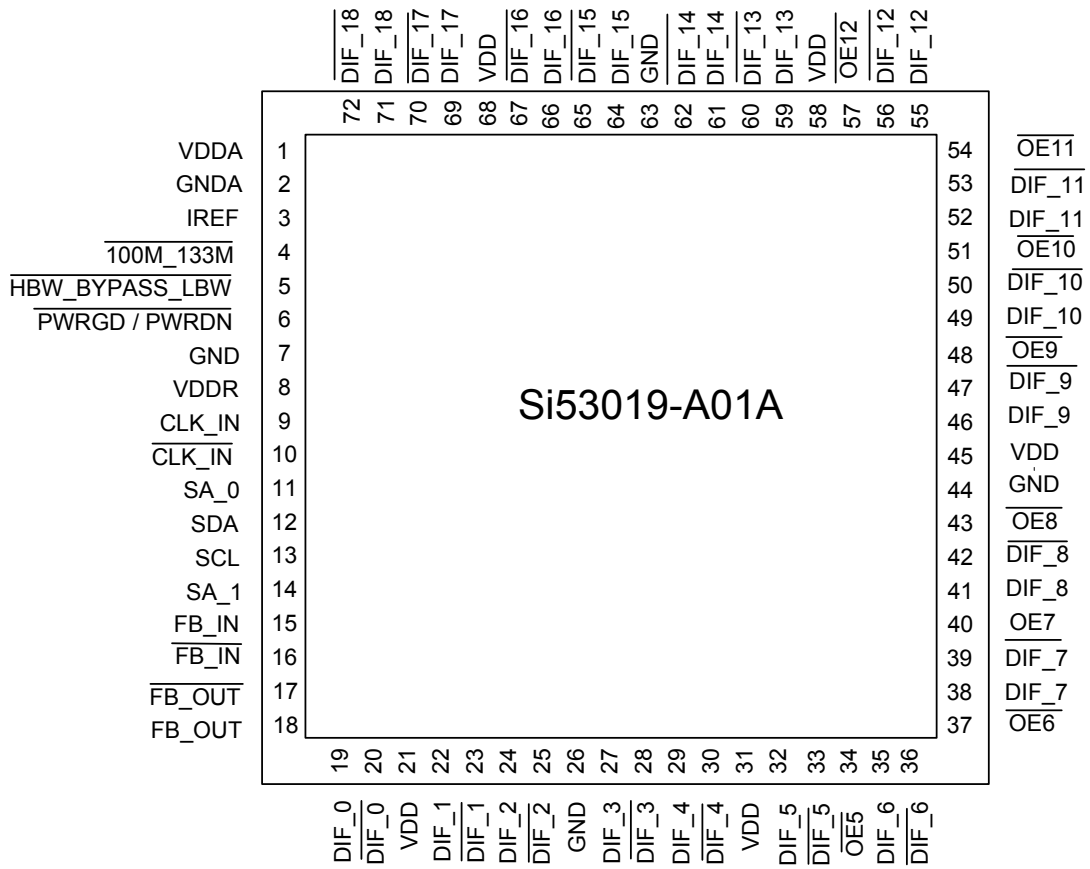 DIF_18
DIF_18
DIF_17
DIF_17
VDD
DIF_16
DIF_16
DIF_15
DIF_15
GND
DIF_14
DIF_14
DIF_13
DIF_13
VDD
OE12
DIF_12
DIF_12
72
71
70
69
68
67
66
65
64
63
62
61
60
59
58
57
56
55
VDDA 1
GNDA 2
IREF 3
100M_133M 4
HBW_BYPASS_LBW 5
PWRGD / PWRDN 6
GND 7
VDDR 8
CLK_IN 9
CLK_IN 10
SA_0 11
SDA 12
SCL 13
SA_1 14
FB_IN 15
FB_IN 16
FB_OUT 17
FB_OUT 18
Si53019-A01A
54 OE11
53 DIF_11
52 DIF_11
51 OE10
50 DIF_10
49 DIF_10
48 OE9
47 DIF_9
46 DIF_9
45 VDD
44 GND
43 OE8
42 DIF_8
41 DIF_8
40 OE7
39 DIF_7
38 DIF_7
37 OE6
19
20
21
22
23
24
25
26
27
28
29
30
31
32
33
34
35
36
DIF_0
DIF_0
VDD
DIF_1
DIF_1
DIF_2
DIF_2
GND
DIF_3
DIF_3
DIF_4
DIF_4
VDD
DIF_5
DIF_5
OE5
DIF_6
DIF_6